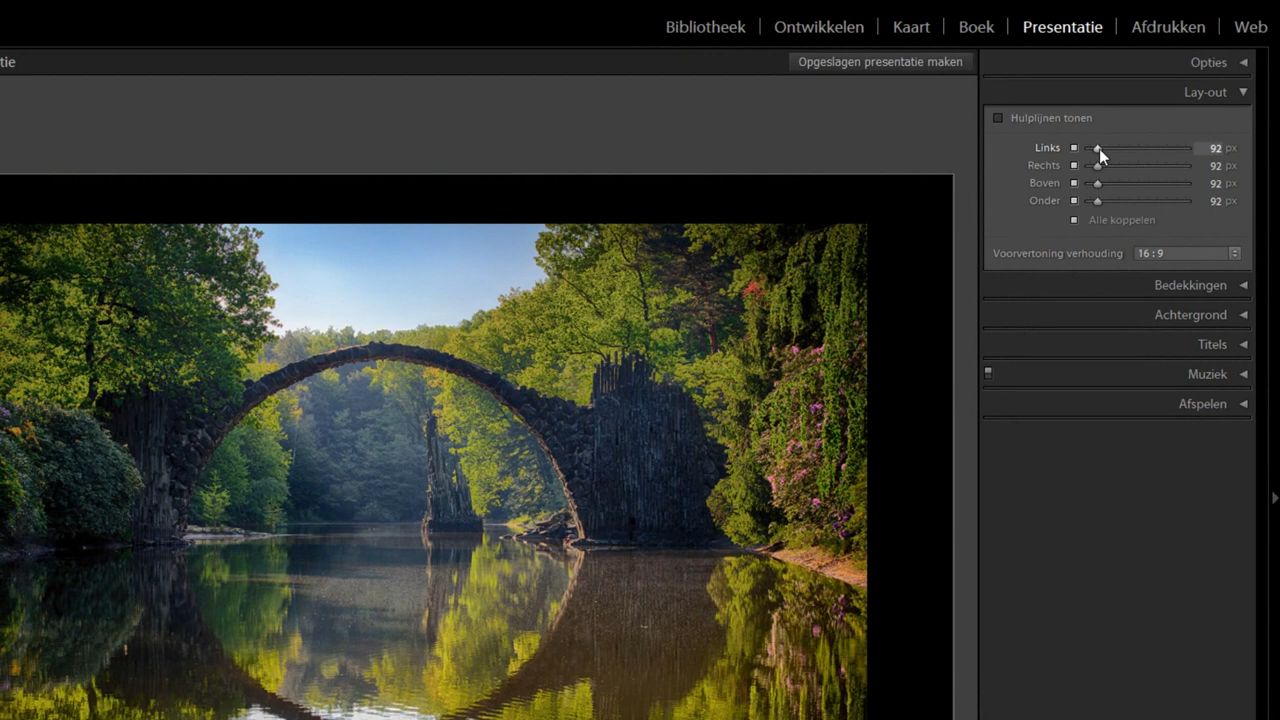 Bibliotheek | Ontwikkelen | Kaart | Boek | Presentatie | Afdrukken | Web
tie
Opgeslagen presentatie maken
Opties
Lay-out
Hulplijnen tonen
Links 92 px
Rechts 92 px
Boven 92 px
Onder 92 px
Alle koppelen
Voorvertoning verhouding 16 : 9
Bedekkingen
Achtergrond
Titels
Muziek
Afspelen